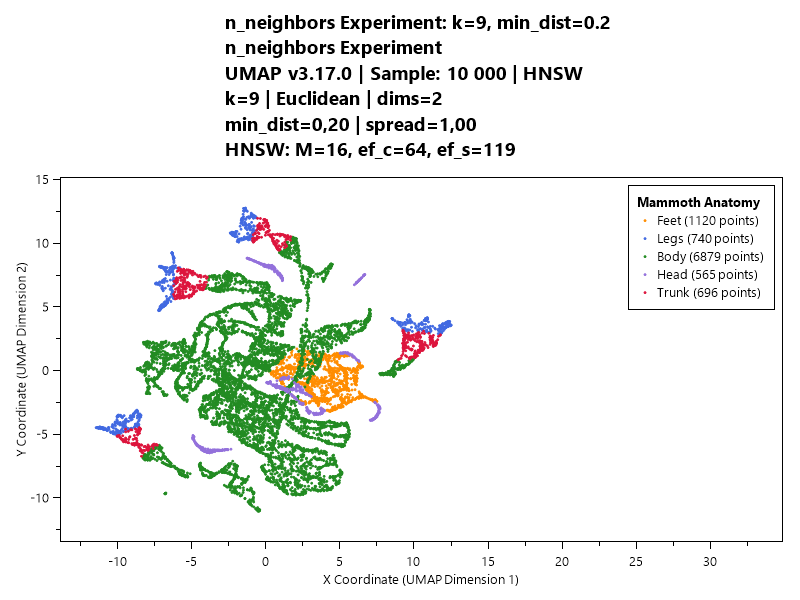 n_neighbors Experiment: k=9, min_dist=0.2
n_neighbors Experiment
UMAP v3.17.0 | Sample: 10 000 | HNSW
k=9 | Euclidean | dims=2
min_dist=0,20 | spread=1,00
HNSW: M=16, ef_c=64, ef_s=119
Mammoth Anatomy
Feet (1120 points)
Legs (740 points)
Body (6879 points)
Head (565 points)
Trunk (696 points)
Y Coordinate (UMAP Dimension 2)
15
10
5
0
-5
-10
-10 -5 0 5 10 15 20 25 30
X Coordinate (UMAP Dimension 1)